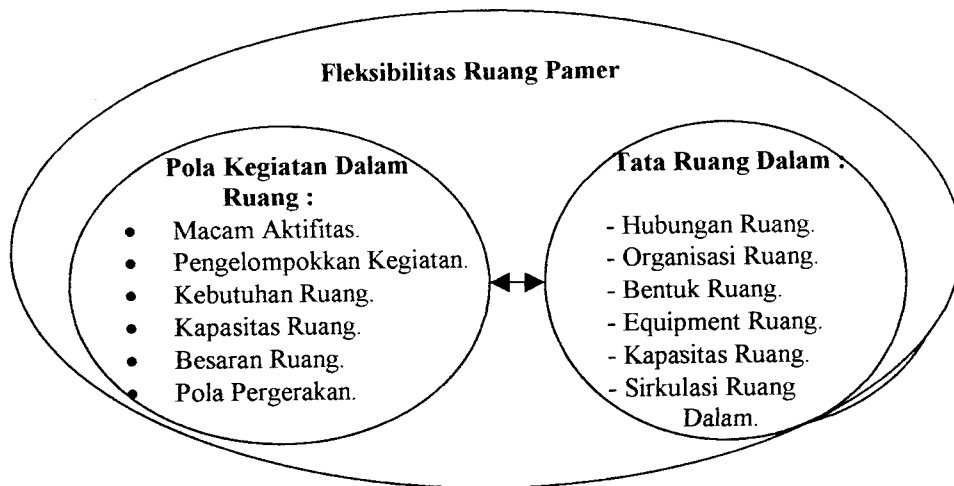 Fleksibilitas Ruang Pamer
Pola Kegiatan Dalam
Ruang :
• Macam Aktifitas.
• Pengelompokkan Kegiatan.
• Kebutuhan Ruang.
• Kapasitas Ruang.
• Besaran Ruang.
• Pola Pergerakan.
Tata Ruang Dalam :
- Hubungan Ruang.
- Organisasi Ruang.
- Bentuk Ruang.
- Equipment Ruang.
- Kapasitas Ruang.
- Sirkulasi Ruang
Dalam.